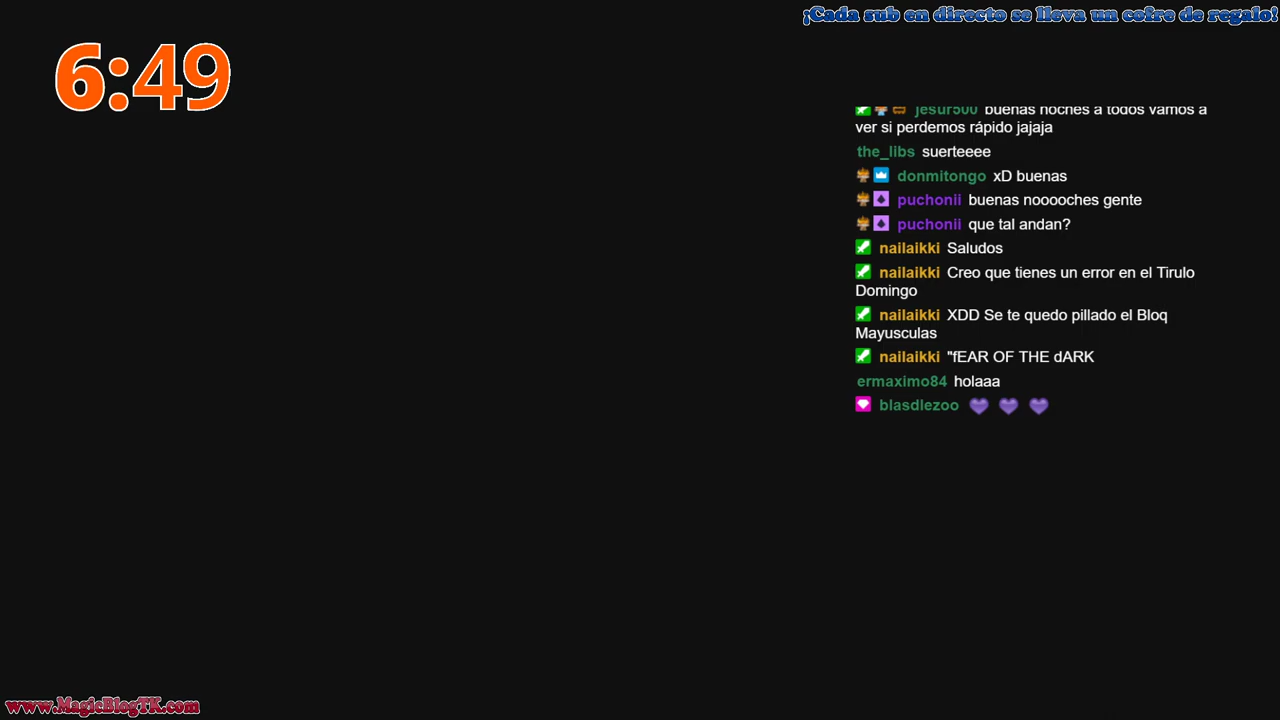 ¡Cada sub en directo se lleva un cofre de regalo!
6:49
jesur500 buenas noches a todos vamos a
ver si perdemos rápido jajaja
the_libs suerteeee
donmitongo xD buenas
puchonii buenas nooooches gente
puchonii que tal andan?
nailaikki Saludos
nailaikki Creo que tienes un error en el Tirulo
Domingo
nailaikki XDD Se te quedo pillado el Bloq
Mayusculas
nailaikki "fEAR OF THE dARK
ermaximo84 holaaa
blasdlezoo
www.MagicBlogTK.com